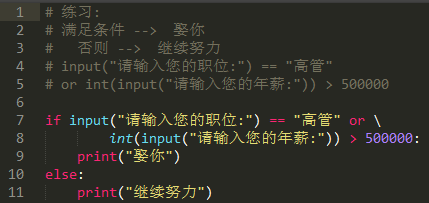 1 # 练习:
2 # 满足条件 --> 娶你
3 #   否则 --> 继续努力
4 # input("请输入您的职位:") == "高管"
5 # or int(input("请输入您的年薪:")) > 500000
6
7 if input("请输入您的职位:") == "高管" or \
8         int(input("请输入您的年薪:")) > 500000:
9     print("娶你")
10 else:
11     print("继续努力")